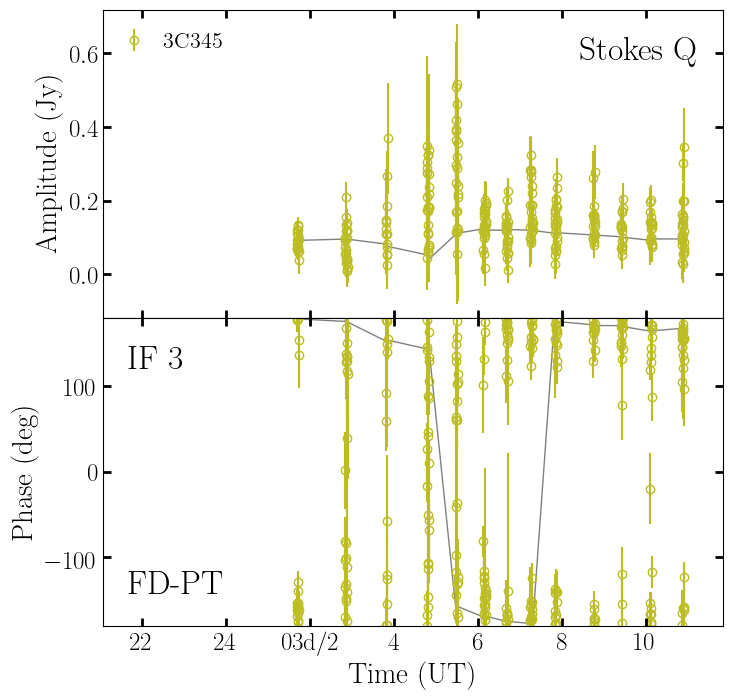 3C345
Stokes Q
Amplitude (Jy)
0.6
0.4
0.2
0.0
IF 3
FD-PT
Phase (deg)
100
0
−100
22 24 03d/2 4 6 8 10
Time (UT)